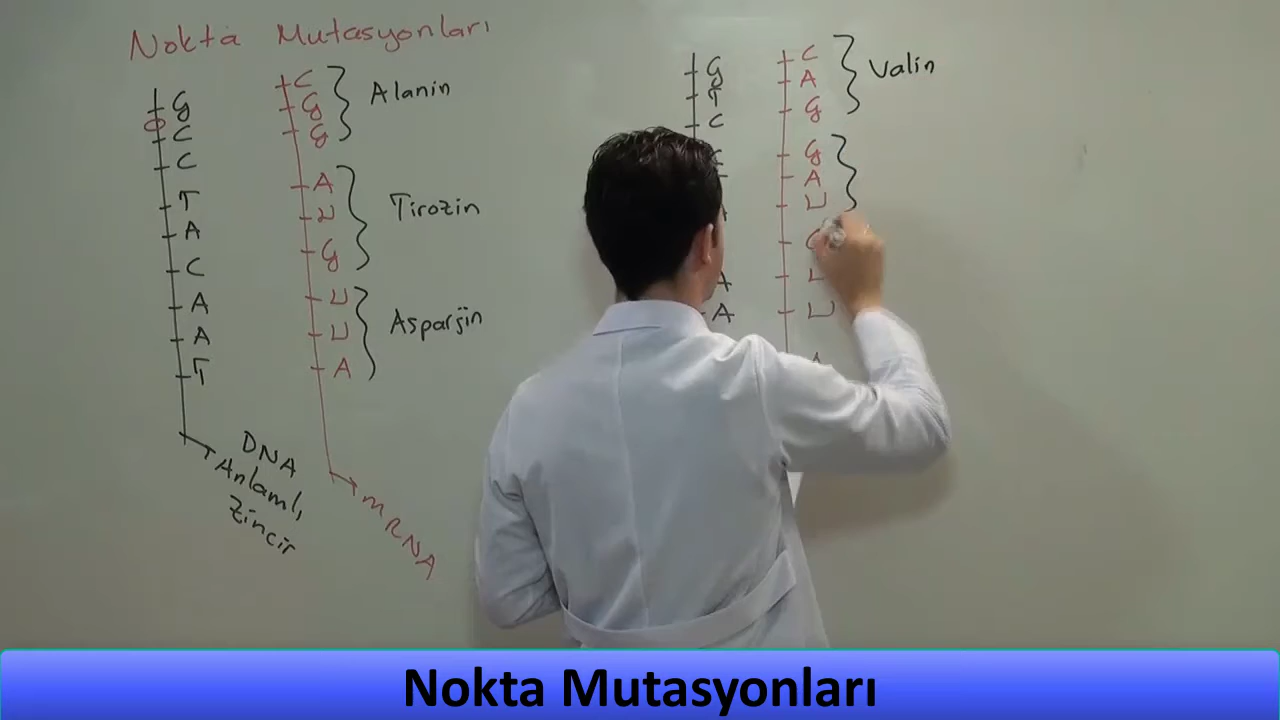 Nokta Mutasyonları
G
C
C
T
A
C
A
A
T
DNA
Anlamlı
Zincir
C
G
G
A
U
G
U
U
A
mRNA
Alanin
Tirozin
Asparjin
G
T
C
A
A
C
A
G
G
A
U
U
Valin
Nokta Mutasyonları